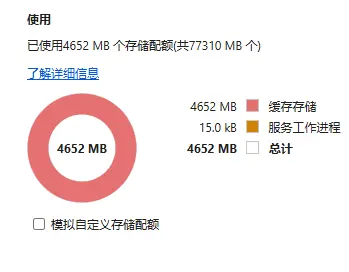 使用
已使用4652 MB 个存储配额(共77310 MB 个)
了解详细信息
4652 MB
4652 MB 缓存存储
15.0 kB 服务工作进程
4652 MB 总计
模拟自定义存储配额